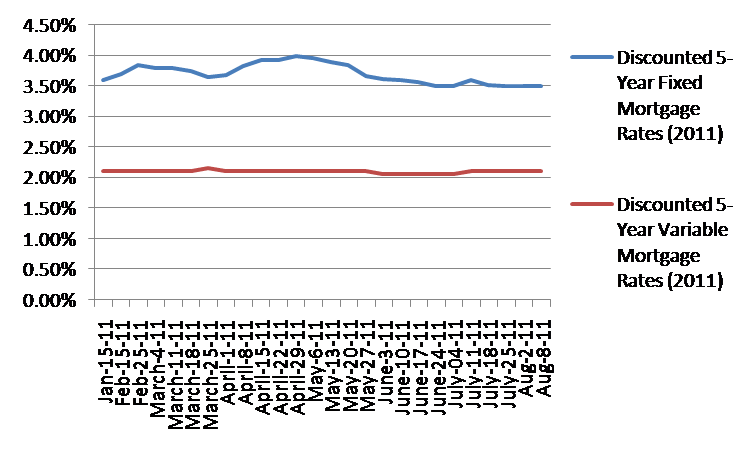 4.50%
4.00%
3.50%
3.00%
2.50%
2.00%
1.50%
1.00%
0.50%
0.00%
Jan-15-11
Feb-15-11
Feb-25-11
March-4-11
March-11-11
March-18-11
March-25-11
April-1-11
April-8-11
April-15-11
April-22-11
April-29-11
May-6-11
May-13-11
May-20-11
May-27-11
June-3-11
June-10-11
June-17-11
June-24-11
July-04-11
July-11-11
July-18-11
July-25-11
Aug-2-11
Aug-8-11
Discounted 5-
Year Fixed
Mortgage
Rates (2011)
Discounted 5-
Year Variable
Mortgage
Rates (2011)